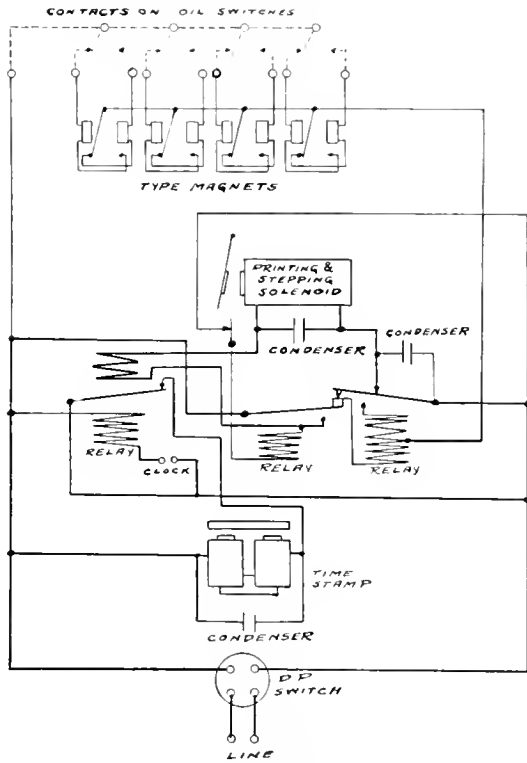 CONTACTS ON OIL SWITCHES
TYPE MAGNETS
PRINTING &
STEPPING
SOLENOID
CONDENSER
CONDENSER
RELAY
CLOCK
RELAY
RELAY
TIME
STAMP
CONDENSER
D P
SWITCH
LINE